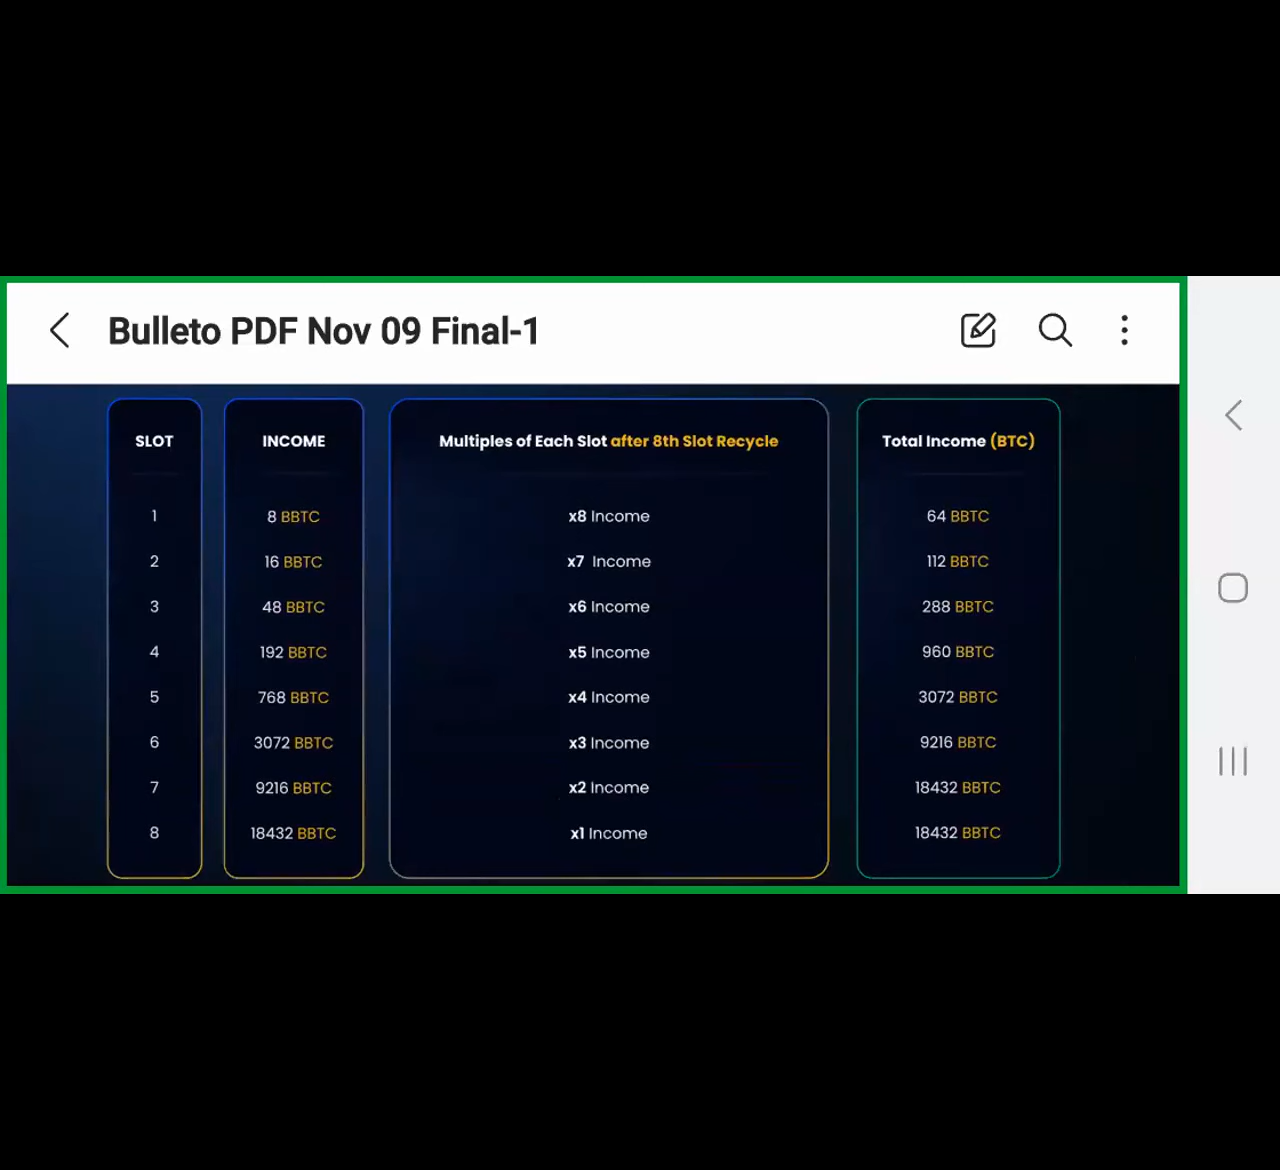 Bulleto PDF Nov 09 Final-1
SLOT INCOME Multiples of Each Slot after 8th Slot Recycle Total Income (BTC)
1 8 BBTC x8 Income 64 BBTC
2 16 BBTC x7 Income 112 BBTC
3 48 BBTC x6 Income 288 BBTC
4 192 BBTC x5 Income 960 BBTC
5 768 BBTC x4 Income 3072 BBTC
6 3072 BBTC x3 Income 9216 BBTC
7 9216 BBTC x2 Income 18432 BBTC
8 18432 BBTC x1 Income 18432 BBTC